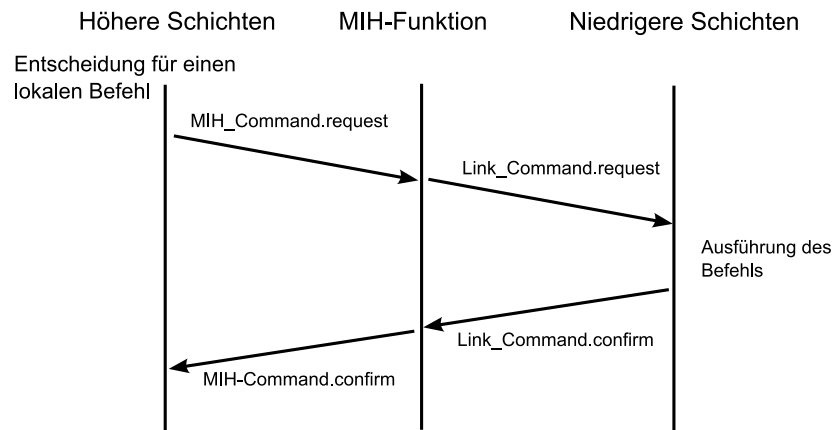 Höhere Schichten
MIH-Funktion
Niedrigere Schichten
Entscheidung für einen
lokalen Befehl
MIH_Command.request
Link_Command.request
Ausführung des
Befehls
Link_Command.confirm
MIH-Command.confirm